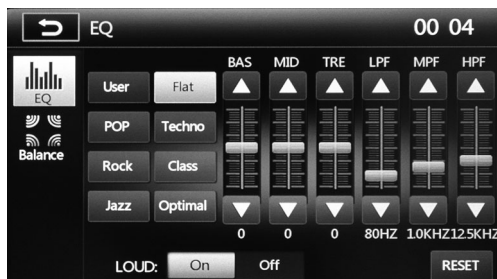 EQ 00 04
BAS MID TRE LPF MPF HPF
EQ
User Flat
POP Techno
Balance
Rock Class
Jazz Optimal
0 0 0 80HZ 1.0KHZ 12.5KHZ
LOUD: On Off RESET